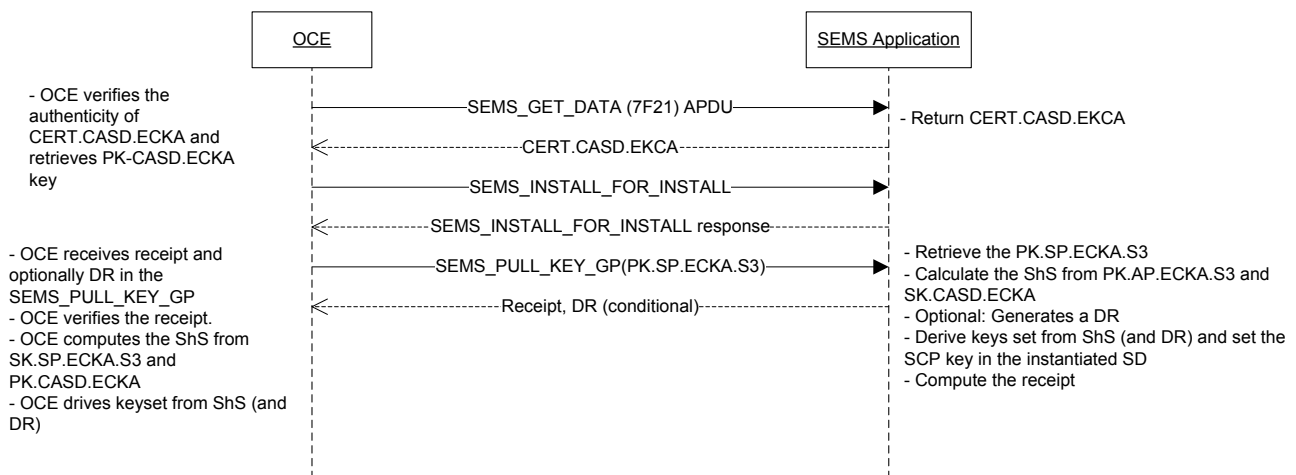 OCE
SEMS Application
- OCE verifies the
authenticity of
CERT.CASD.ECKA and
retrieves PK-CASD.ECKA
key
SEMS_GET_DATA (7F21) APDU
- Return CERT.CASD.EKCA
CERT.CASD.EKCA
SEMS_INSTALL_FOR_INSTALL
SEMS_INSTALL_FOR_INSTALL response
- OCE receives receipt and
optionally DR in the
SEMS_PULL_KEY_GP
- OCE verifies the receipt.
- OCE computes the ShS from
SK.SP.ECKA.S3 and
PK.CASD.ECKA
- OCE drives keyset from ShS (and
DR)
SEMS_PULL_KEY_GP(PK.SP.ECKA.S3)
Receipt, DR (conditional)
- Retrieve the PK.SP.ECKA.S3
- Calculate the ShS from PK.AP.ECKA.S3 and
SK.CASD.ECKA
- Optional: Generates a DR
- Derive keys set from ShS (and DR) and set the
SCP key in the instantiated SD
- Compute the receipt